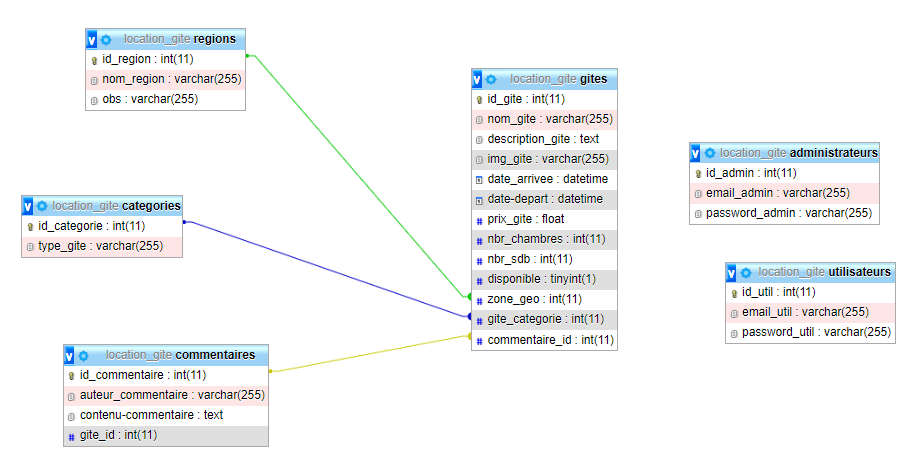 location_gite regions
id_region : int(11)
nom_region : varchar(255)
obs : varchar(255)
location_gite categories
id_categorie : int(11)
type_gite : varchar(255)
location_gite commentaires
id_commentaire : int(11)
auteur_commentaire : varchar(255)
contenu-commentaire : text
gite_id : int(11)
location_gite gites
id_gite : int(11)
nom_gite : varchar(255)
description_gite : text
img_gite : varchar(255)
date_arrivee : datetime
date-depart : datetime
prix_gite : float
nbr_chambres : int(11)
nbr_sdb : int(11)
disponible : tinyint(1)
zone_geo : int(11)
gite_categorie : int(11)
commentaire_id : int(11)
location_gite administrateurs
id_admin : int(11)
email_admin : varchar(255)
password_admin : varchar(255)
location_gite utilisateurs
id_util : int(11)
email_util : varchar(255)
password_util : varchar(255)